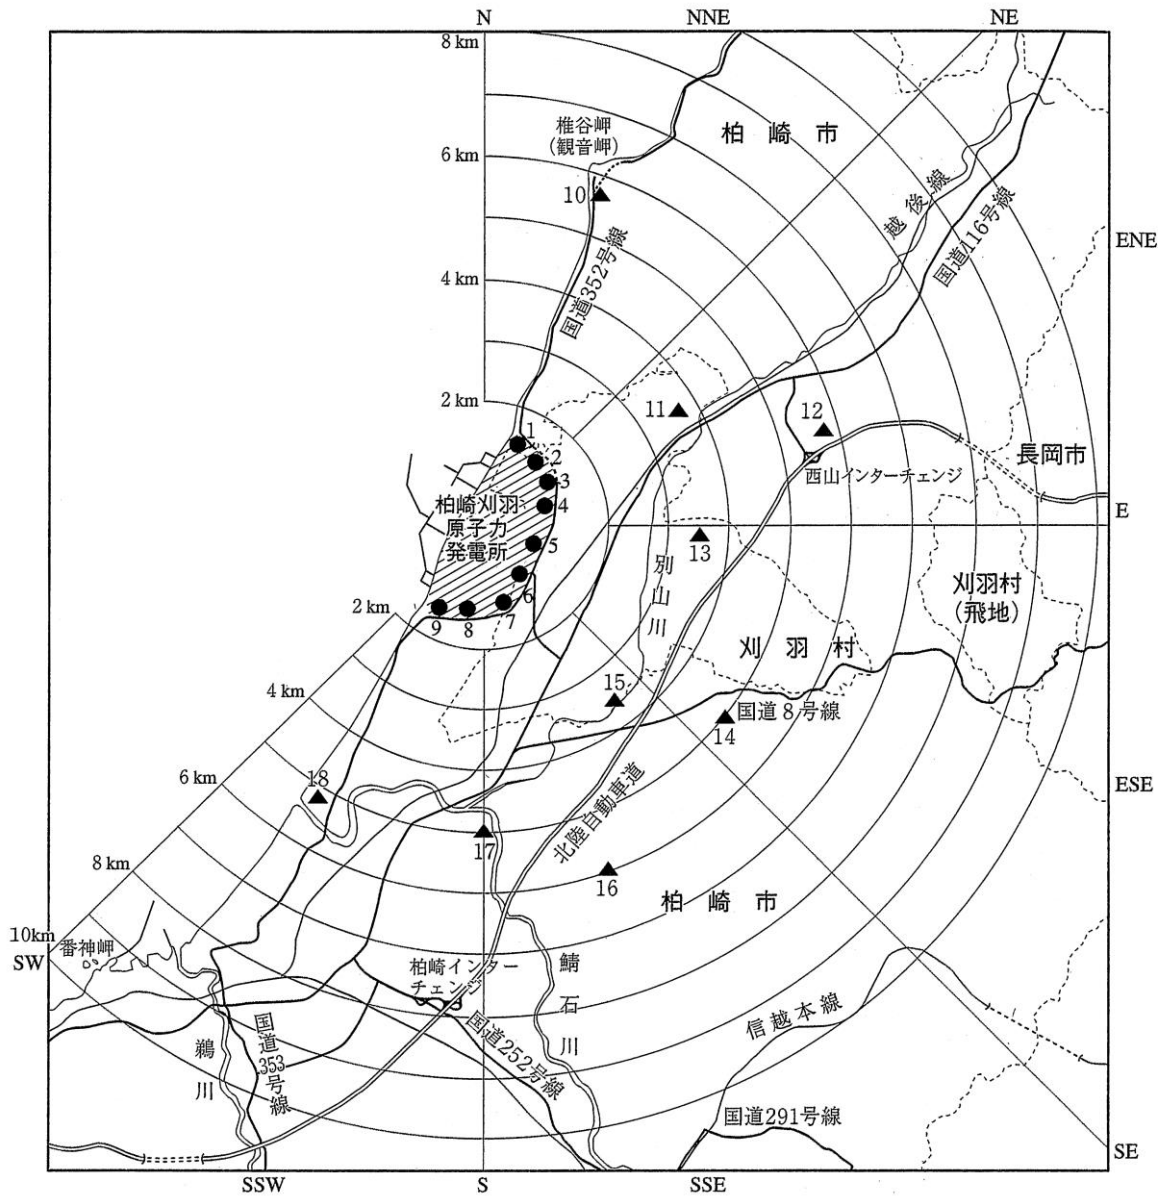 N
NNE
NE
8 km
椎谷岬
(観音岬)
柏崎市
6 km
10
越後線
国道116号線
ENE
国道352号線
4 km
2 km
11
12
1
2
3
4
5
6
7
8
9
柏崎刈羽
原子力
発電所
西山インターチェンジ
長岡市
E
13
別山川
刈羽村
(飛地)
2 km
刈羽村
15
国道8号線
14
4 km
6 km
18
ESE
北陸自動車道
17
16
8 km
柏崎市
10km
SW
番神岬
柏崎インター
チェンジ
鯖石川
信越本線
国道353号線
鵜川
国道252号線
国道291号線
SE
SSW
S
SSE